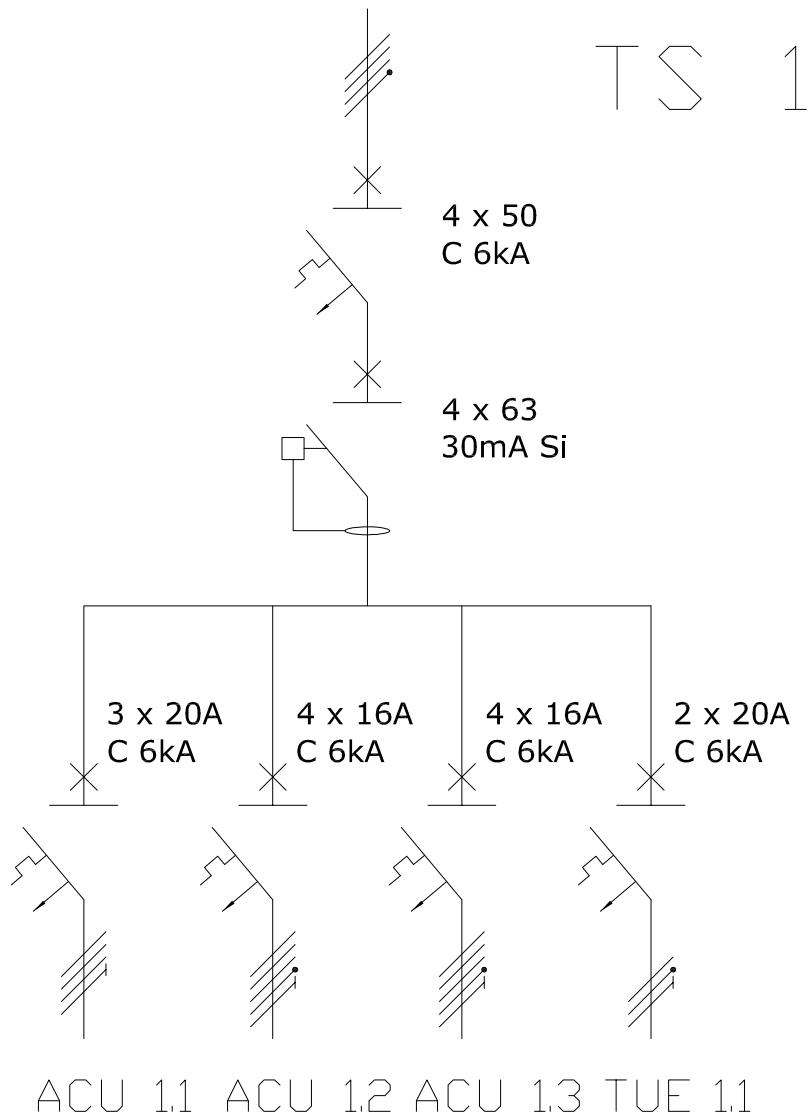 TS 1
4 x 50
C 6kA
4 x 63
30mA Si
3 x 20A
C 6kA
4 x 16A
C 6kA
4 x 16A
C 6kA
2 x 20A
C 6kA
ACU 1.1 ACU 1.2 ACU 1.3 TUE 1.1